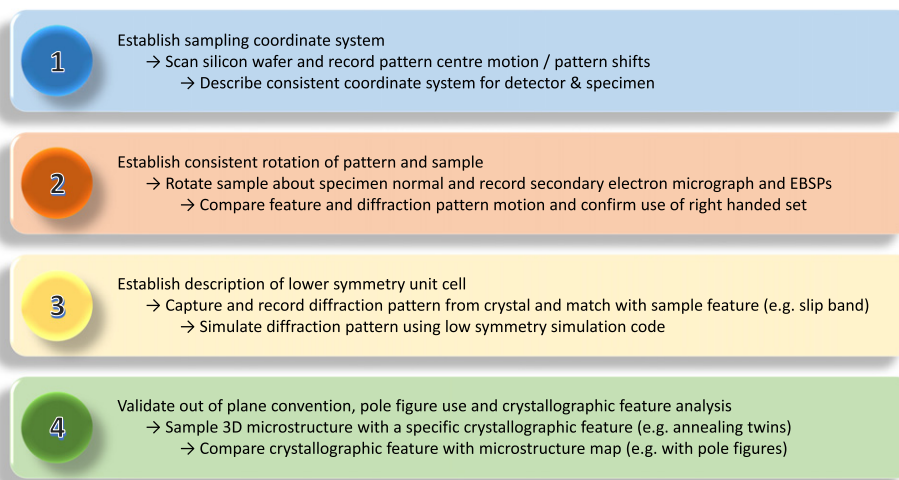 1
Establish sampling coordinate system
→ Scan silicon wafer and record pattern centre motion / pattern shifts
→ Describe consistent coordinate system for detector & specimen
2
Establish consistent rotation of pattern and sample
→ Rotate sample about specimen normal and record secondary electron micrograph and EBSPs
→ Compare feature and diffraction pattern motion and confirm use of right handed set
3
Establish description of lower symmetry unit cell
→ Capture and record diffraction pattern from crystal and match with sample feature (e.g. slip band)
→ Simulate diffraction pattern using low symmetry simulation code
4
Validate out of plane convention, pole figure use and crystallographic feature analysis
→ Sample 3D microstructure with a specific crystallographic feature (e.g. annealing twins)
→ Compare crystallographic feature with microstructure map (e.g. with pole figures)